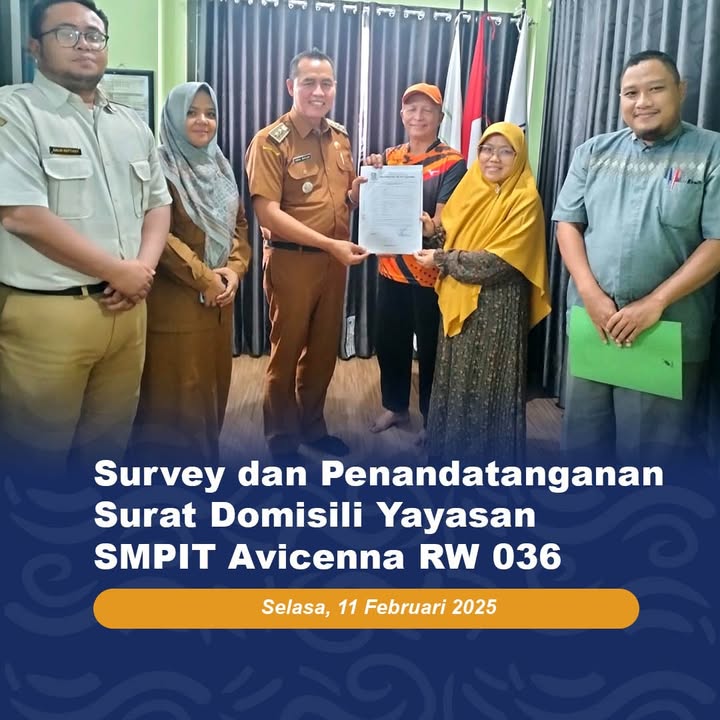 Survey dan Penandatanganan
Surat Domisili Yayasan
SMPIT Avicenna RW 036
Selasa, 11 Februari 2025